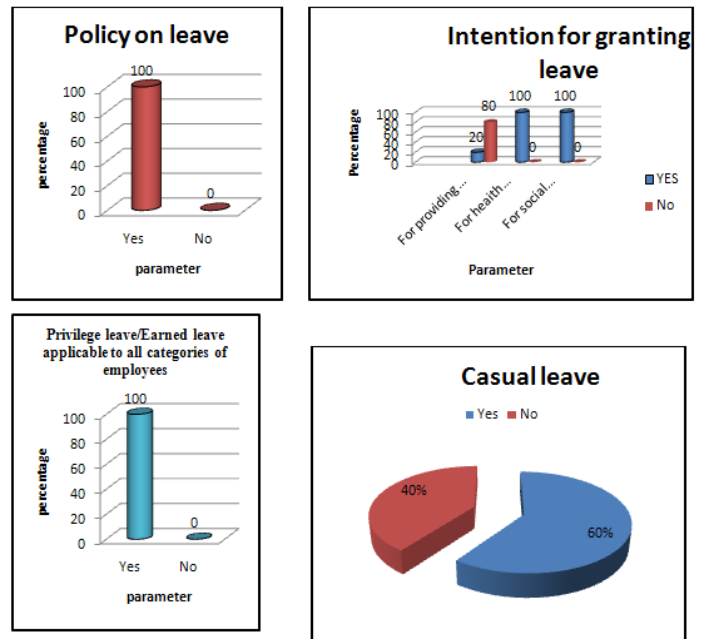 Policy on leave
100
100
80
60
40
20
0
0
Yes No
percentage
parameter
Intention for granting
leave
100
80
60
40
20
0
20
80
100
0
100
0
Percentage
For providing...
For health...
For social...
YES
No
Parameter
Privilege leave/Earned leave
applicable to all categories of
employees
100
100
80
60
40
20
0
0
Yes No
percentage
parameter
Casual leave
Yes No
40%
60%